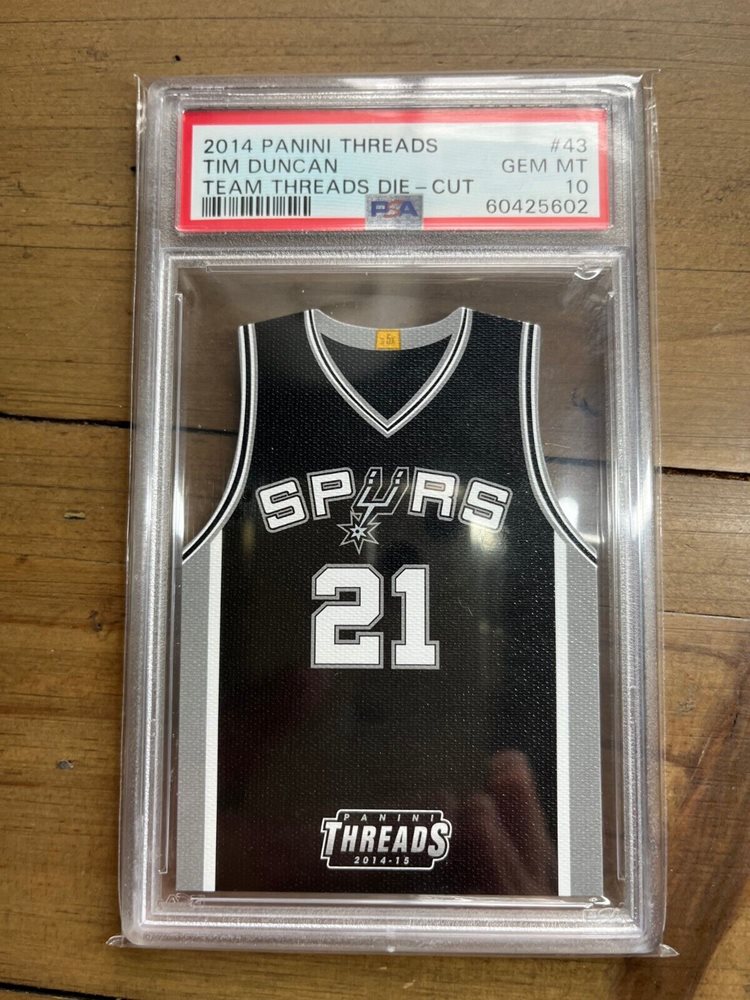 2014 PANINI THREADS #43
TIM DUNCAN GEM MT
TEAM THREADS DIE-CUT 10
PSA 60425602
SPURS
21
PANINI
THREADS
2014-15